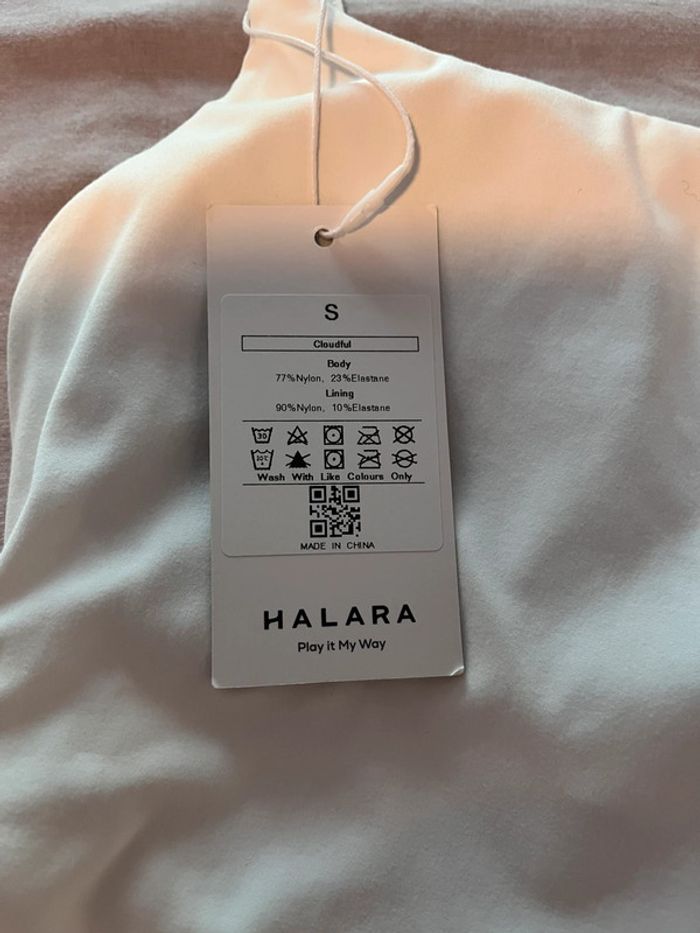 S
Cloudful
Body
77%Nylon, 23%Elastane
Lining
90%Nylon, 10%Elastane
30
30°C
Wash With Like Colours Only
MADE IN CHINA
HALARA
Play it My Way